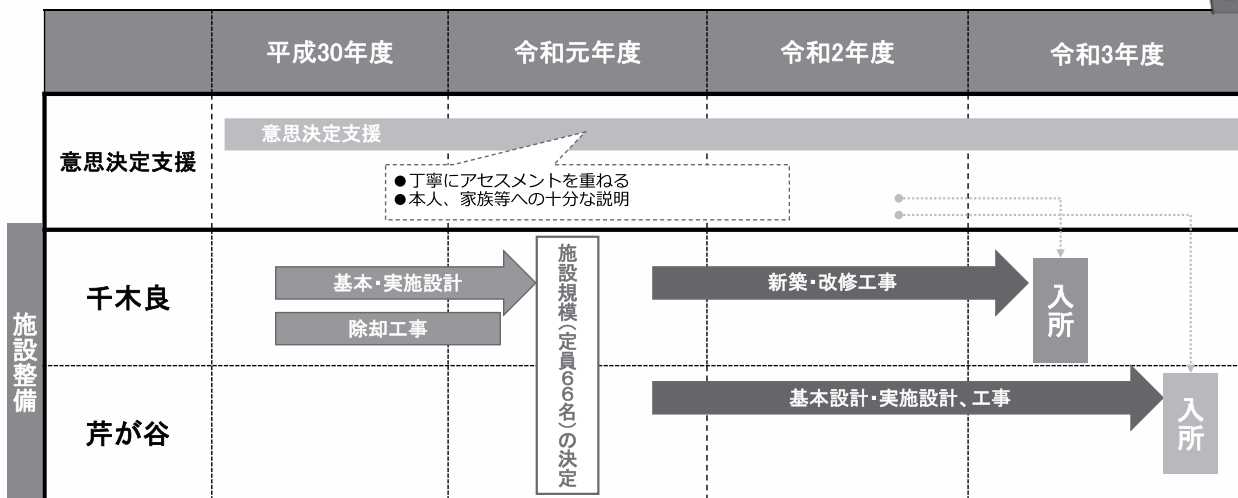 平成30年度
令和元年度
令和2年度
令和3年度
意思決定支援
意思決定支援
●丁寧にアセスメントを重ねる
●本人、家族等への十分な説明
施設整備
千木良
基本・実施設計
除却工事
施設規模(定員66名)の決定
新築・改修工事
入所
芹が谷
基本設計・実施設計、工事
入所